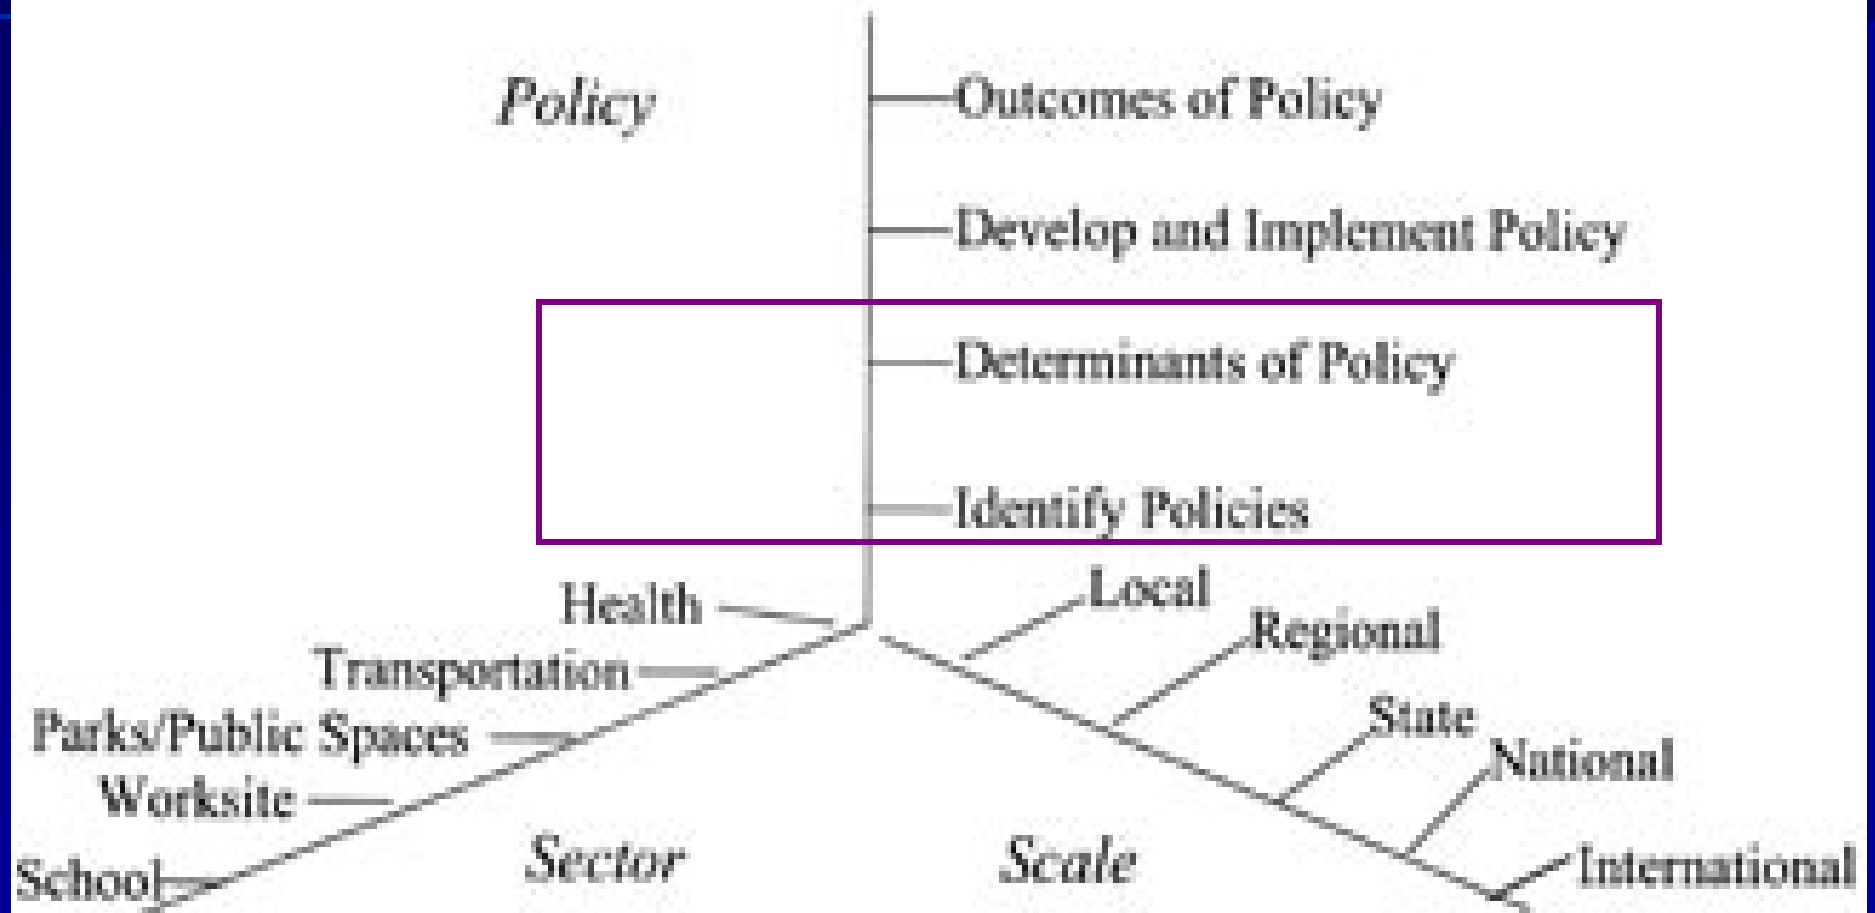 Policy
Outcomes of Policy
Develop and Implement Policy
Determinants of Policy
Identify Policies
Health
Local
Transportation
Regional
Parks/Public Spaces
State
Worksite
National
School
Sector
Scale
International